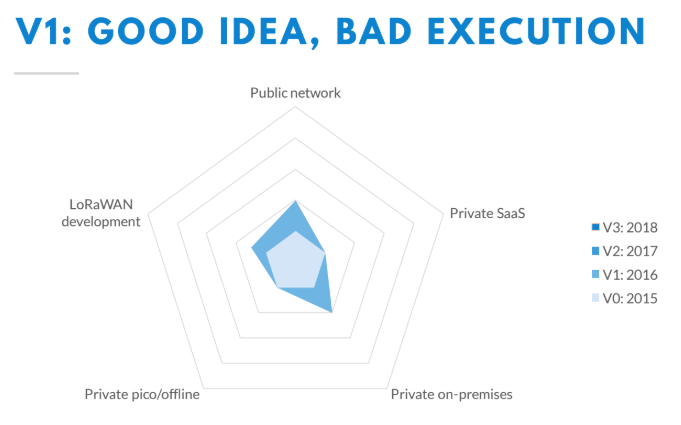 V1: GOOD IDEA, BAD EXECUTION
Public network
LoRaWAN
development
Private SaaS
V3: 2018
V2: 2017
V1: 2016
V0: 2015
Private pico/offline
Private on-premises